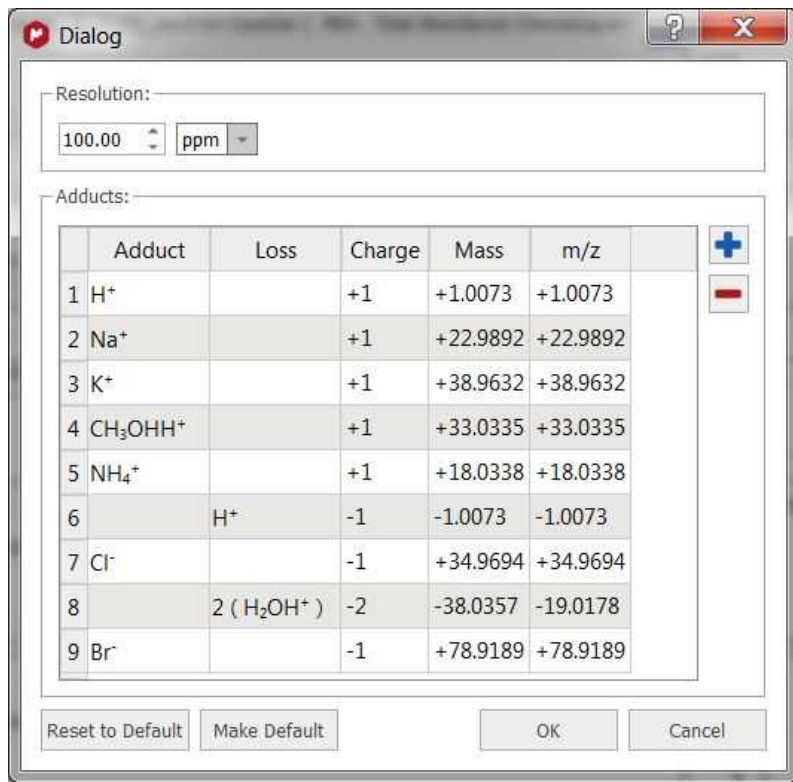 Dialog
Resolution:
100.00 ppm
Adducts:
Adduct Loss Charge Mass m/z
1 H⁺ +1 +1.0073 +1.0073
2 Na⁺ +1 +22.9892 +22.9892
3 K⁺ +1 +38.9632 +38.9632
4 CH₃OHH⁺ +1 +33.0335 +33.0335
5 NH₄⁺ +1 +18.0338 +18.0338
6 H⁺ -1 -1.0073 -1.0073
7 Cl⁻ -1 +34.9694 +34.9694
8 2 ( H₂OH⁺ ) -2 -38.0357 -19.0178
9 Br⁻ -1 +78.9189 +78.9189
Reset to Default Make Default OK Cancel